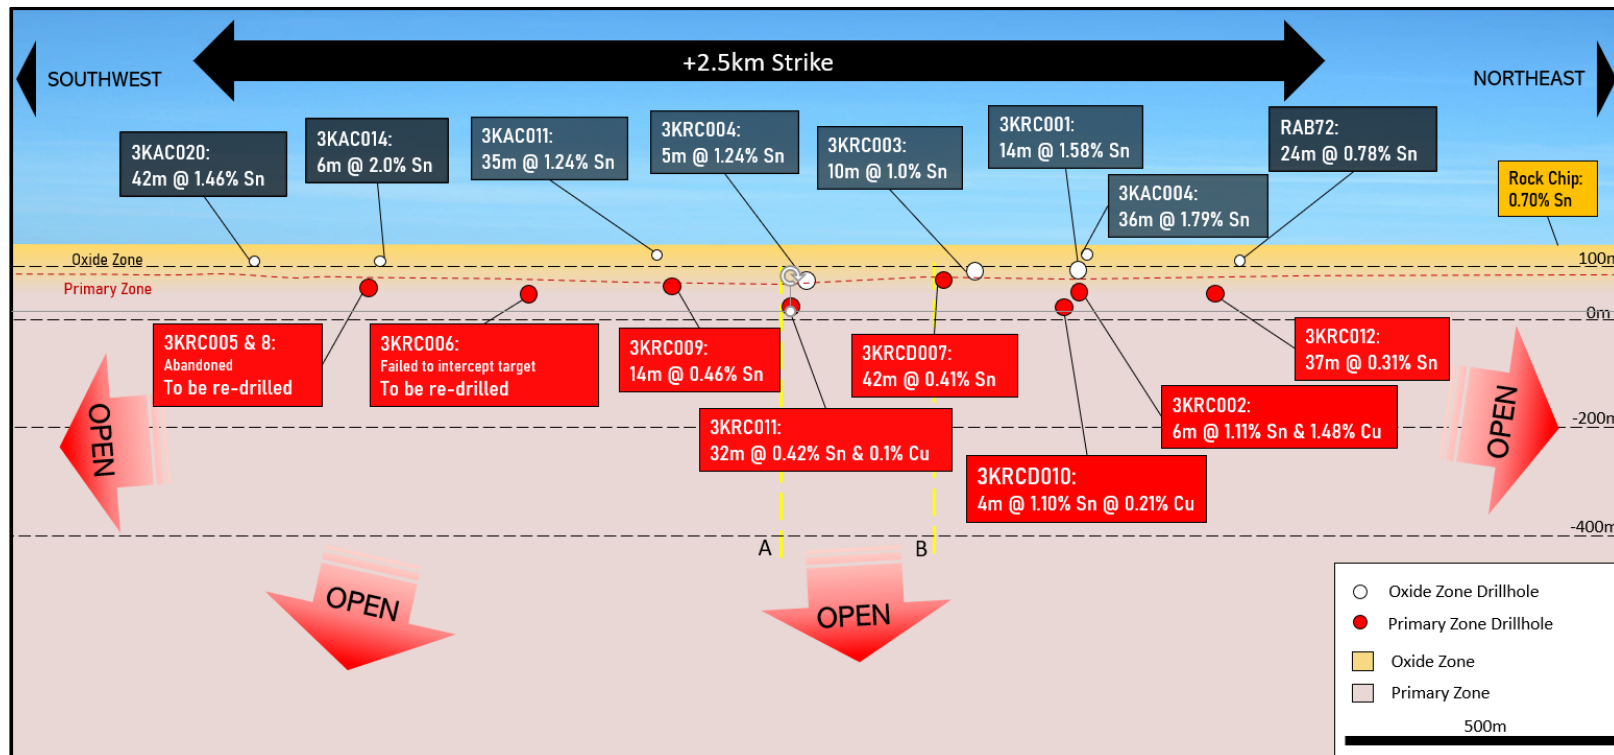 +2.5km Strike
SOUTHWEST
NORTHEAST
3KAC020:
42m @ 1.46% Sn
3KAC014:
6m @ 2.0% Sn
3KAC011:
35m @ 1.24% Sn
3KRC004:
5m @ 1.24% Sn
3KRC003:
10m @ 1.0% Sn
3KRC001:
14m @ 1.58% Sn
3KAC004:
36m @ 1.79% Sn
RAB72:
24m @ 0.78% Sn
Rock Chip:
0.70% Sn
Oxide Zone
100m
Primary Zone
0m
3KRC005 & 8:
Abandoned
To be re-drilled
3KRC006:
Failed to intercept target
To be re-drilled
3KRC009:
14m @ 0.46% Sn
3KRC011:
32m @ 0.42% Sn & 0.1% Cu
3KRCD007:
42m @ 0.41% Sn
3KRCD010:
4m @ 1.10% Sn @ 0.21% Cu
3KRC002:
6m @ 1.11% Sn & 1.48% Cu
3KRC012:
37m @ 0.31% Sn
-200m
-400m
OPEN
OPEN
OPEN
OPEN
A
B
Oxide Zone Drillhole
Primary Zone Drillhole
Oxide Zone
Primary Zone
500m